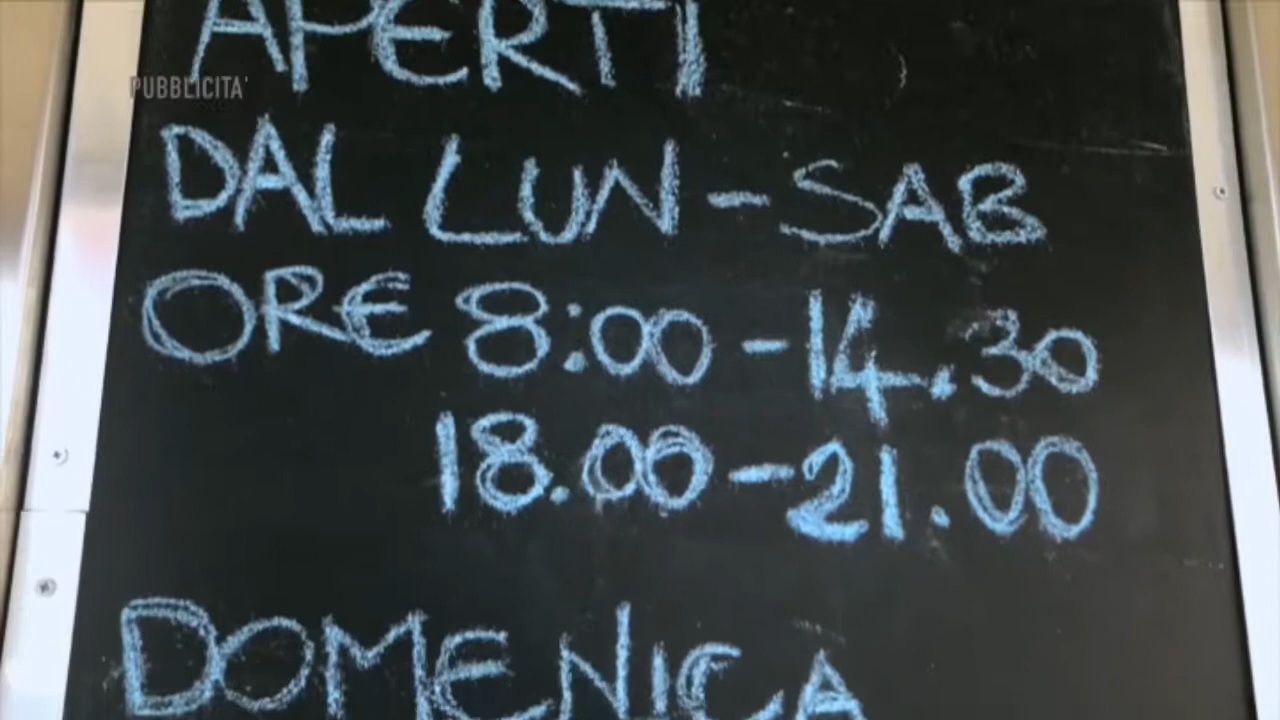 APERTI
PUBBLICITA'
DAL LUN-SAB
ORE 8:00-14.30
18.00-21.00
DOMENICA